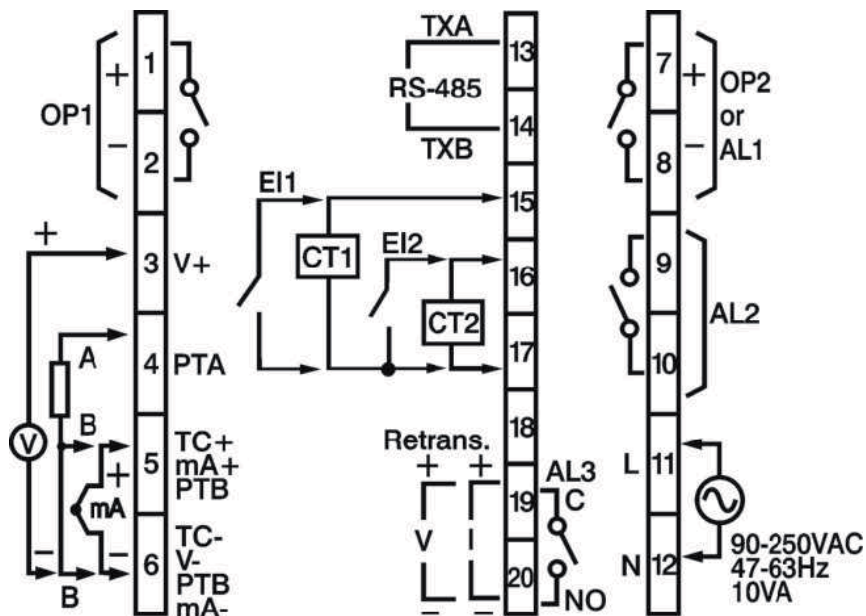 OP1
+
−
1
2
3
4
5
6
V+
PTA
TC+
mA+
PTB
TC-
V-
PTB
mA-
+
A
B
V
+
mA
−
−
B
EI1
CT1
EI2
CT2
TXA
RS-485
TXB
13
14
15
16
17
18
19
20
Retrans.
+ +
V I
− −
AL3
C
NO
7
8
9
10
11
12
+
−
OP2
or
AL1
AL2
L
N
90-250VAC
47-63Hz
10VA